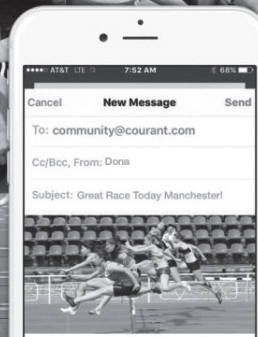 AT&T LTE 7:52 AM 68%
Cancel New Message Send
To: community@courant.com
Cc/Bcc, From: Dona
Subject: Great Race Today Manchester!